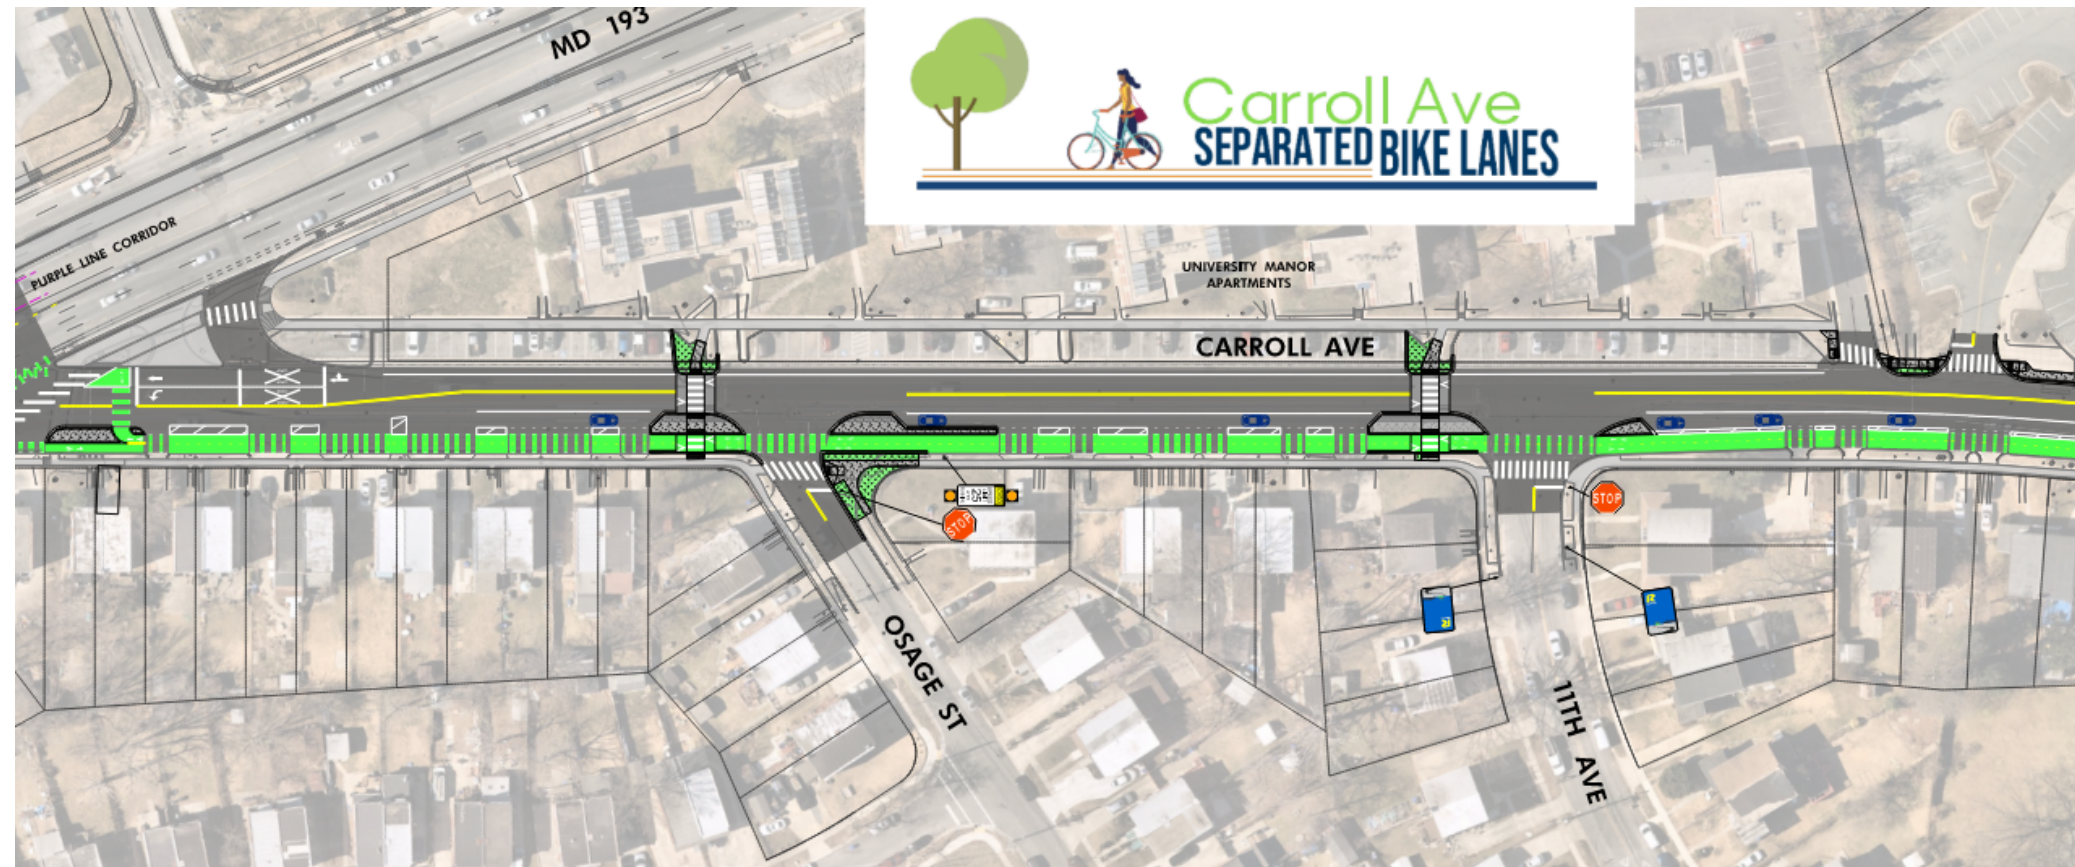 MD 193
Carroll Ave
SEPARATED BIKE LANES
PURPLE LINE CORRIDOR
UNIVERSITY MANOR
APARTMENTS
CARROLL AVE
STOP
STOP
OSAGE ST
11TH AVE